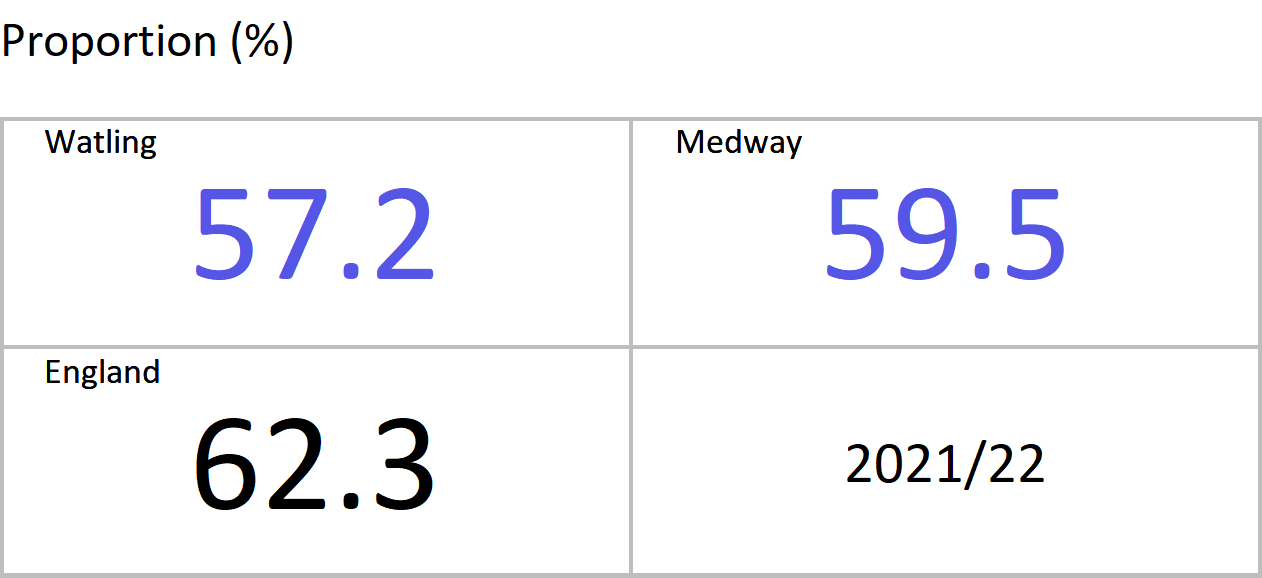 Proportion (%)
Watling
57.2
Medway
59.5
England
62.3
2021/22